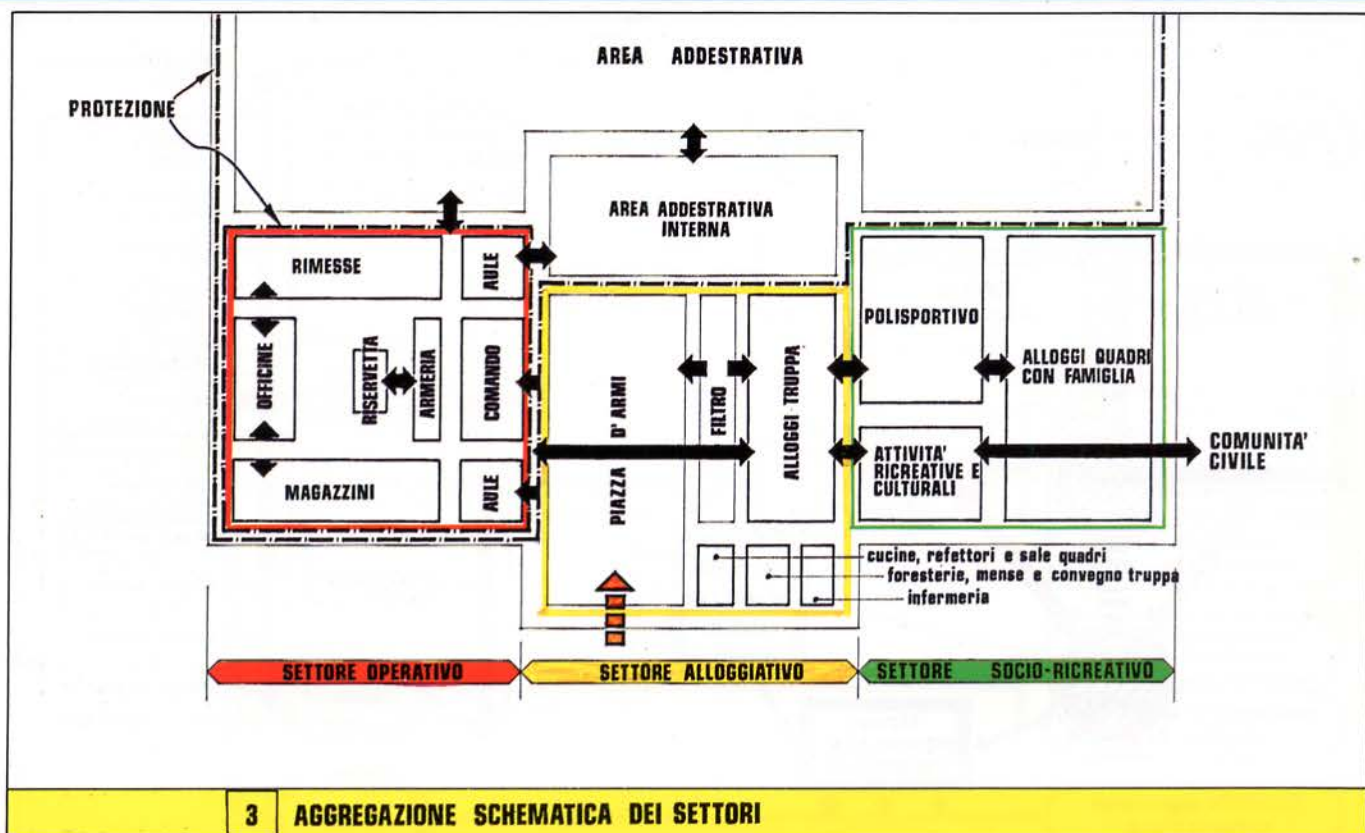 AREA ADDESTRATIVA
PROTEZIONE
AREA ADDESTRATIVA
INTERNA
RIMESSE
AULE
OFFICINE
RISERVETTA
ARMERIA
COMANDO
MAGAZZINI
AULE
PIAZZA D'ARMI
FILTRO
ALLOGGI TRUPPA
POLISPORTIVO
ALLOGGI QUADRI
CON FAMIGLIA
ATTIVITA'
RICREATIVE E
CULTURALI
COMUNITA'
CIVILE
cucine, refettori e sale quadri
foresterie, mense e convegno truppa
infermeria
SETTORE OPERATIVO
SETTORE ALLOGGIATIVO
SETTORE SOCIO-RICREATIVO
3 AGGREGAZIONE SCHEMATICA DEI SETTORI